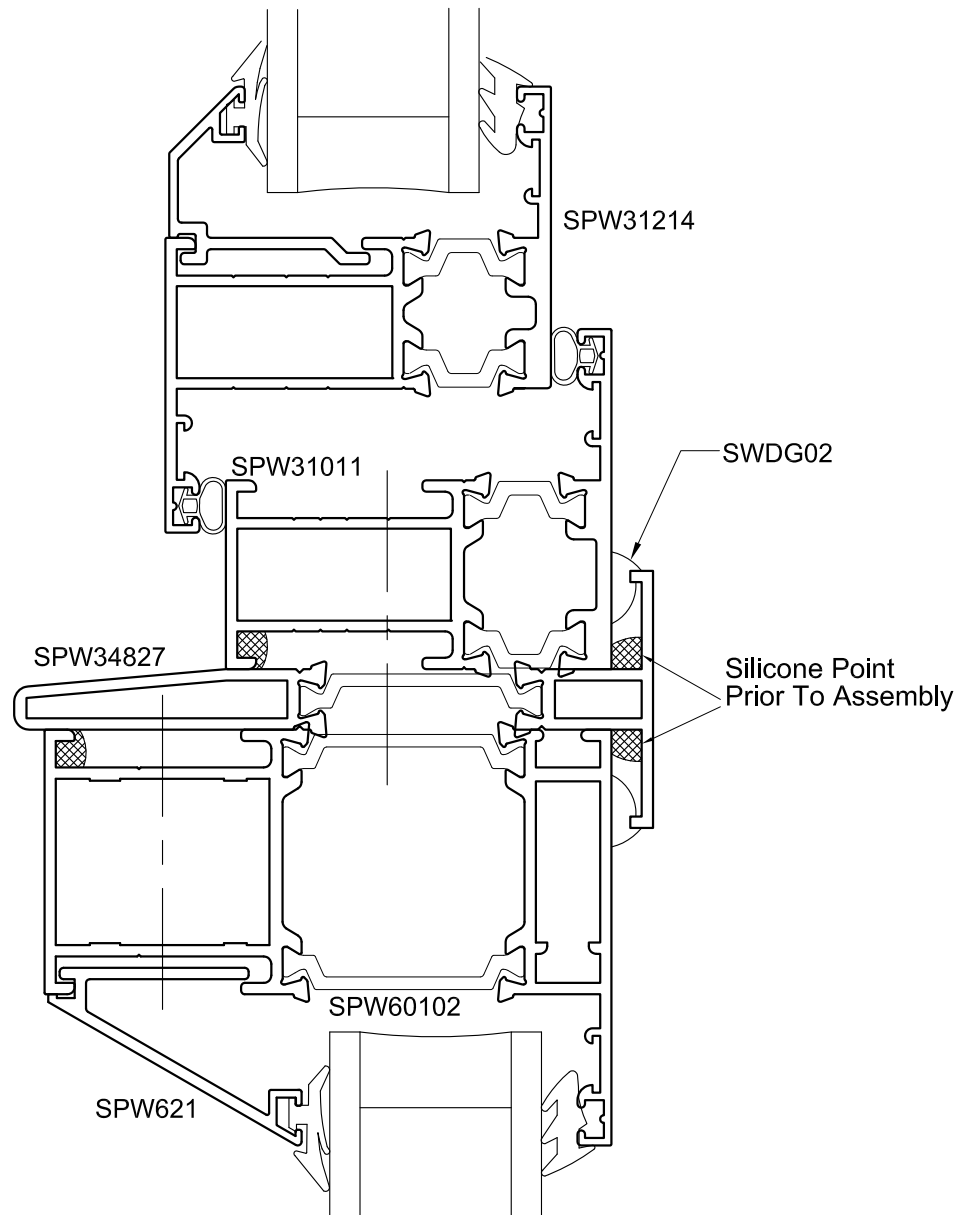 SPW31214
SWDG02
SPW31011
SPW34827
Silicone Point
Prior To Assembly
SPW60102
SPW621